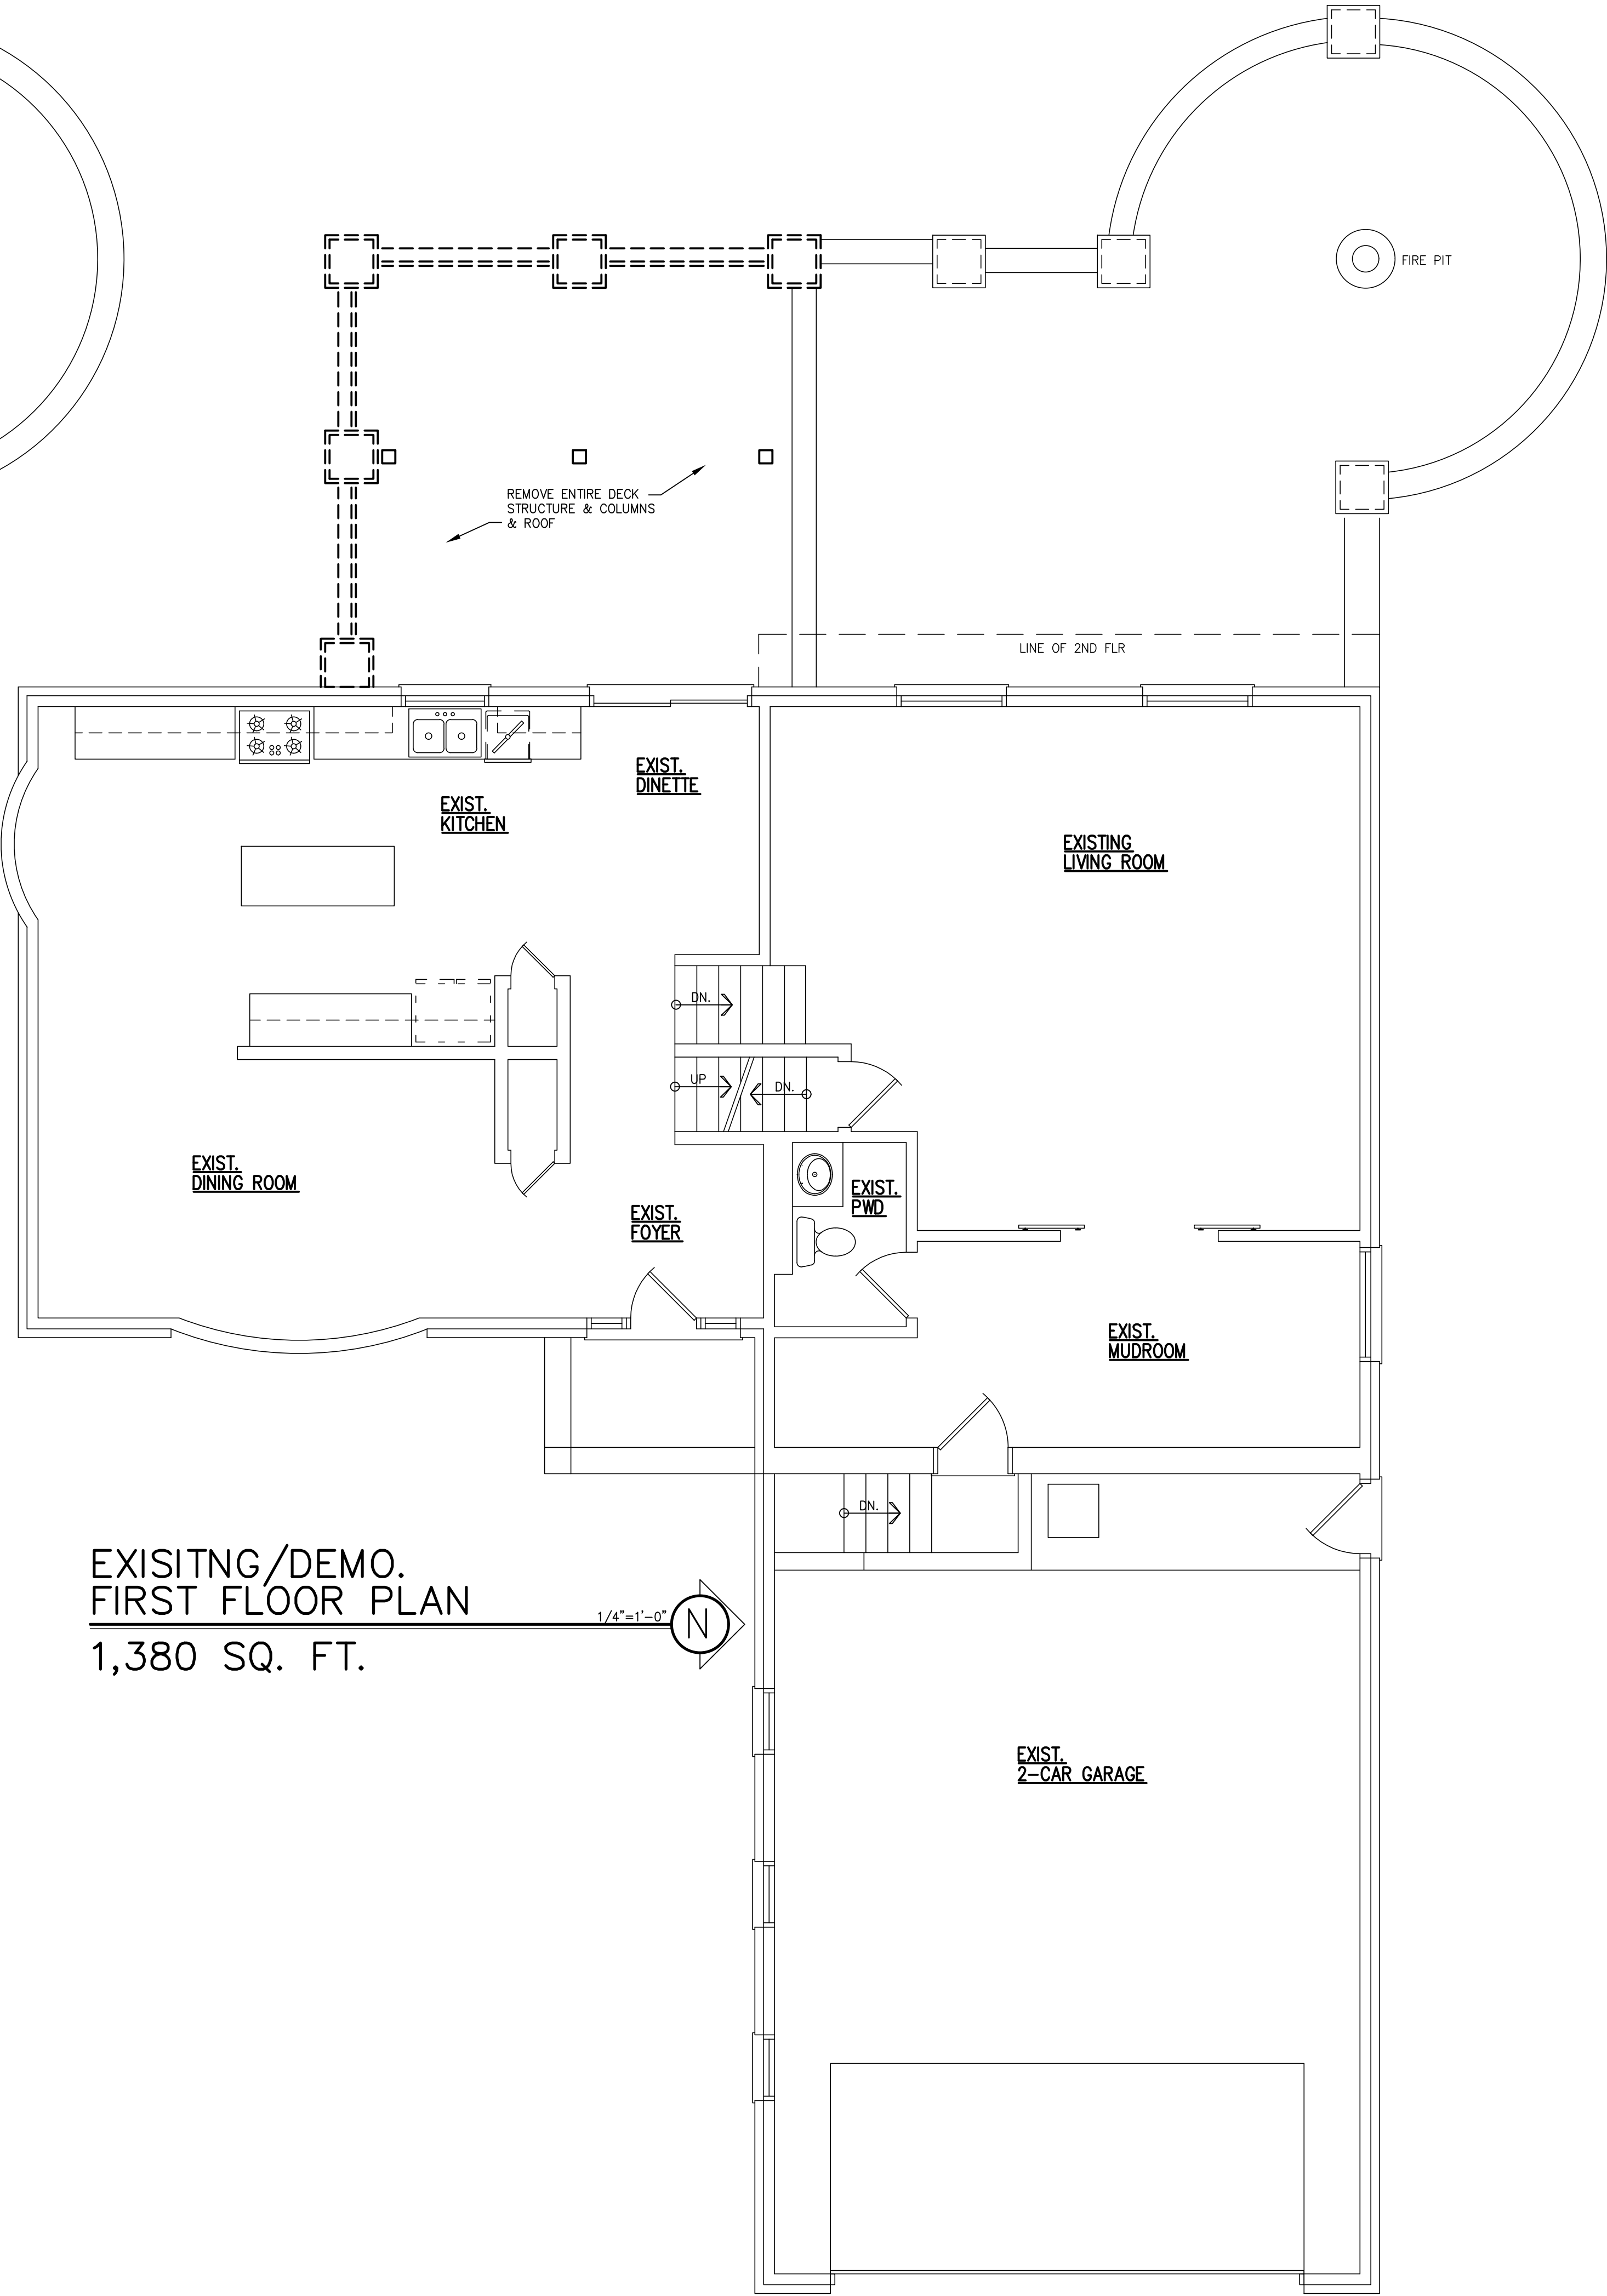 FIRE PIT
REMOVE ENTIRE DECK
STRUCTURE & COLUMNS
& ROOF
LINE OF 2ND FLR
EXIST.
DINETTE
EXIST.
KITCHEN
EXISTING
LIVING ROOM
DN.
UP
DN.
EXIST.
DINING ROOM
EXIST.
PWD
EXIST.
FOYER
EXIST.
MUDROOM
DN.
EXISITNG/DEMO.
FIRST FLOOR PLAN
1/4"=1'-0"
N
1,380 SQ. FT.
EXIST.
2-CAR GARAGE